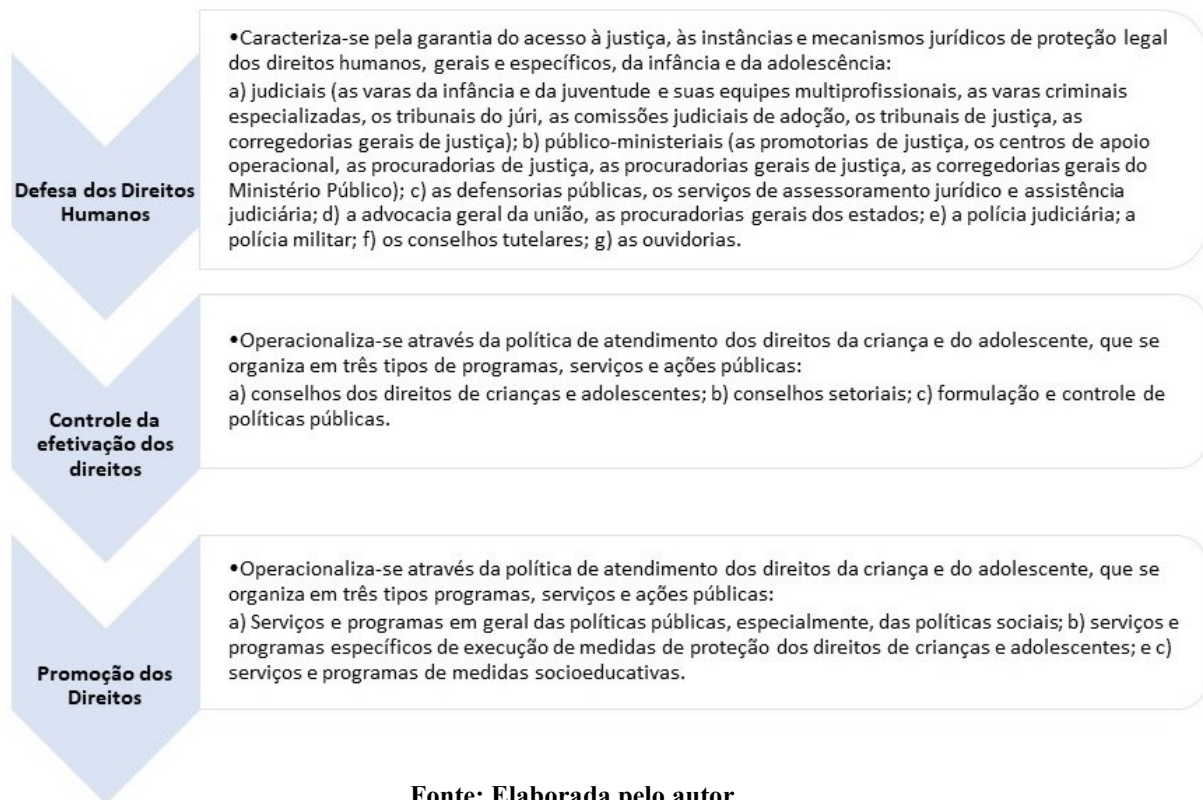 Defesa dos Direitos
Humanos
•Caracteriza-se pela garantia do acesso à justiça, às instâncias e mecanismos jurídicos de proteção legal
dos direitos humanos, gerais e específicos, da infância e da adolescência:
a) judiciais (as varas da infância e da juventude e suas equipes multiprofissionais, as varas criminais
especializadas, os tribunais do júri, as comissões judiciais de adoção, os tribunais de justiça, as
corregedorias gerais de justiça); b) público-ministeriais (as promotorias de justiça, os centros de apoio
operacional, as procuradorias de justiça, as procuradorias gerais de justiça, as corregedorias gerais do
Ministério Público); c) as defensorias públicas, os serviços de assessoramento jurídico e assistência
judiciária; d) a advocacia geral da união, as procuradorias gerais dos estados; e) a polícia judiciária; a
polícia militar; f) os conselhos tutelares; g) as ouvidorias.
Controle da
efetivação dos
direitos
•Operacionaliza-se através da política de atendimento dos direitos da criança e do adolescente, que se
organiza em três tipos de programas, serviços e ações públicas:
a) conselhos dos direitos de crianças e adolescentes; b) conselhos setoriais; c) formulação e controle de
políticas públicas.
Promoção dos
Direitos
•Operacionaliza-se através da política de atendimento dos direitos da criança e do adolescente, que se
organiza em três tipos programas, serviços e ações públicas:
a) Serviços e programas em geral das políticas públicas, especialmente, das políticas sociais; b) serviços e
programas específicos de execução de medidas de proteção dos direitos de crianças e adolescentes; e c)
serviços e programas de medidas socioeducativas.
Fonte: Elaborada pelo autor